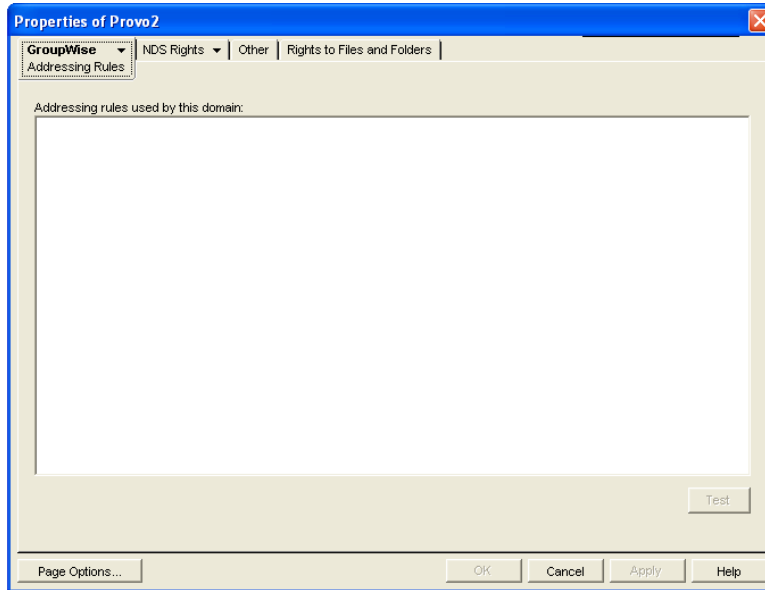 Properties of Provo2
GroupWise NDS Rights Other Rights to Files and Folders
Addressing Rules
Addressing rules used by this domain:
Test
Page Options... OK Cancel Apply Help